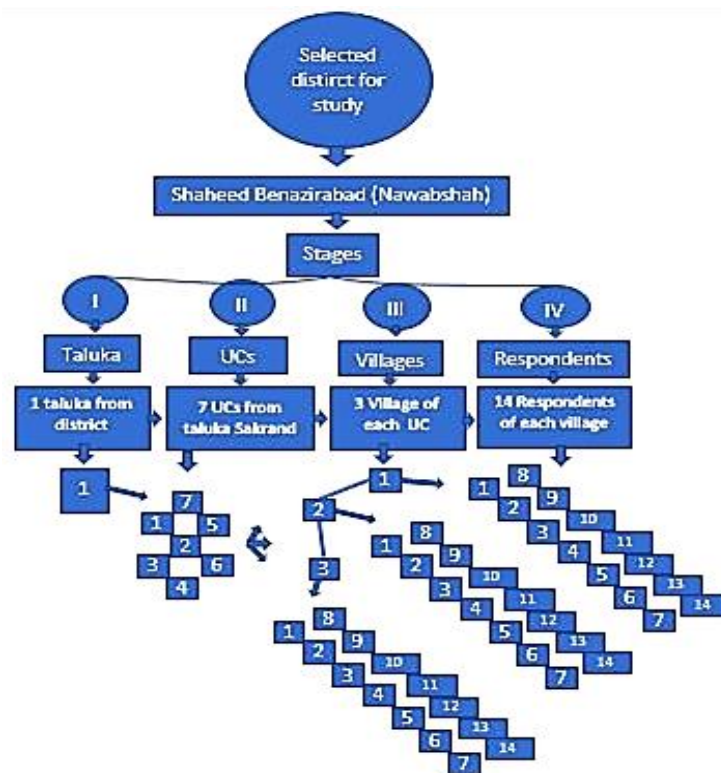 Selected
distirct for
study
Shaheed Benazirabad (Nawabshah)
Stages
I
II
III
IV
Taluka
UCs
Villages
Respondents
1 taluka from
district
7 UCs from
taluka Sakrand
3 Village of
each UC
14 Respondents
of each village
1
7
1
5
2
3
6
4
1
2
3
8
1
9
2
10
3
11
4
12
5
13
6
14
7
8
1
9
2
10
3
11
4
12
5
13
6
14
7
8
1
9
2
10
3
11
4
12
5
13
6
14
7